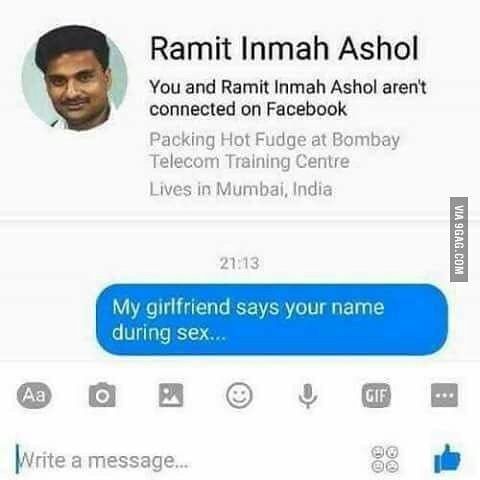 Ramit Inmah Ashol
You and Ramit Inmah Ashol aren't
connected on Facebook
Packing Hot Fudge at Bombay
Telecom Training Centre
Lives in Mumbai, India
VIA 9GAG.COM
21:13
My girlfriend says your name
during sex...
Aa
GIF
Write a message...